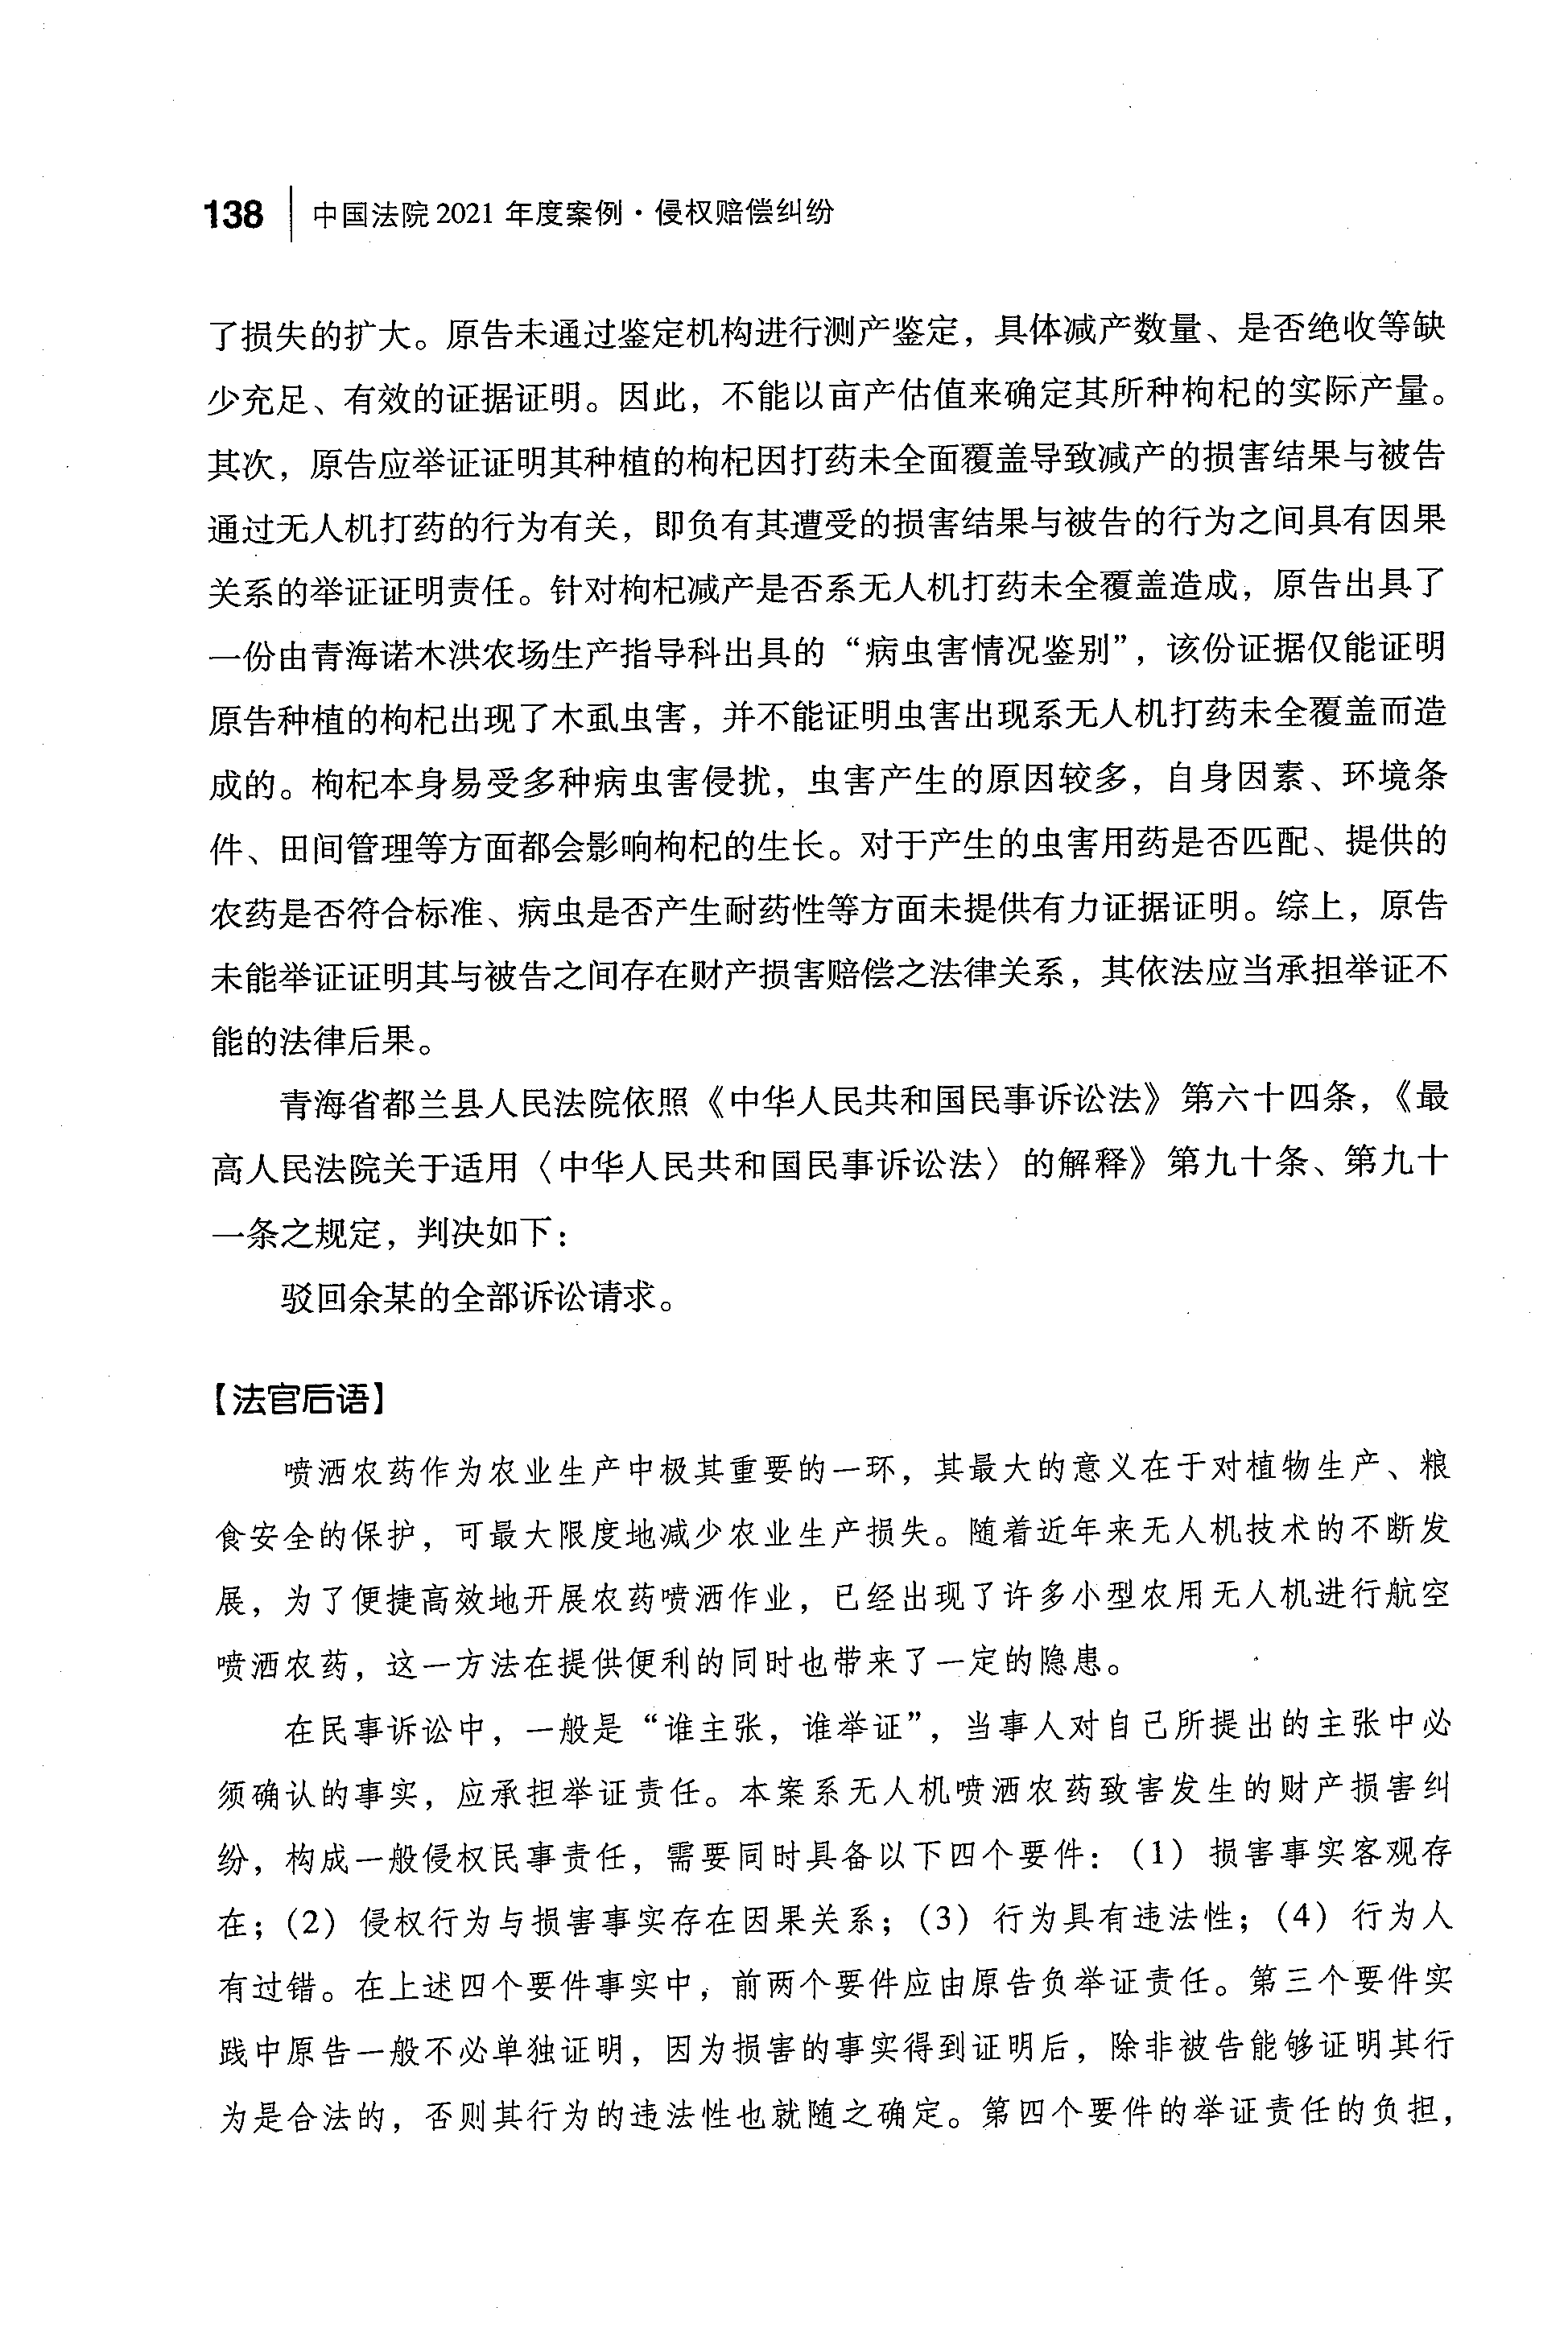 138 中国法院2021年度案例·侵权赔偿纠纷
了损失的扩大。原告未通过鉴定机构进行测产鉴定，具体减产数量、是否绝收等缺
少充足、有效的证据证明。因此，不能以亩产估值来确定其所种枸杞的实际产量。
其次，原告应举证证明其种植的枸杞因打药未全面覆盖导致减产的损害结果与被告
通过无人机打药的行为有关，即负有其遭受的损害结果与被告的行为之间具有因果
关系的举证证明责任。针对枸杞减产是否系无人机打药未全覆盖造成，原告出具了
一份由青海诺木洪农场生产指导科出具的“病虫害情况鉴别”，该份证据仅能证明
原告种植的枸杞出现了木虱虫害，并不能证明虫害出现系无人机打药未全覆盖而造
成的。枸杞本身易受多种病虫害侵扰，虫害产生的原因较多，自身因素、环境条
件、田间管理等方面都会影响枸杞的生长。对于产生的虫害用药是否匹配、提供的
农药是否符合标准、病虫是否产生耐药性等方面未提供有力证据证明。综上，原告
未能举证证明其与被告之间存在财产损害赔偿之法律关系，其依法应当承担举证不
能的法律后果。
青海省都兰县人民法院依照《中华人民共和国民事诉讼法》第六十四条，《最
高人民法院关于适用〈中华人民共和国民事诉讼法〉的解释》第九十条、第九十
一条之规定，判决如下：
驳回余某的全部诉讼请求。
【法官后语】
喷洒农药作为农业生产中极其重要的一环，其最大的意义在于对植物生产、粮
食安全的保护，可最大限度地减少农业生产损失。随着近年来无人机技术的不断发
展，为了便捷高效地开展农药喷洒作业，已经出现了许多小型农用无人机进行航空
喷洒农药，这一方法在提供便利的同时也带来了一定的隐患。
在民事诉讼中，一般是“谁主张，谁举证”，当事人对自己所提出的主张中必
须确认的事实，应承担举证责任。本案系无人机喷洒农药致害发生的财产损害纠
纷，构成一般侵权民事责任，需要同时具备以下四个要件：（1）损害事实客观存
在；（2）侵权行为与损害事实存在因果关系；（3）行为具有违法性；（4）行为人
有过错。在上述四个要件事实中，前两个要件应由原告负举证责任。第三个要件实
践中原告一般不必单独证明，因为损害的事实得到证明后，除非被告能够证明其行
为是合法的，否则其行为的违法性也就随之确定。第四个要件的举证责任的负担，